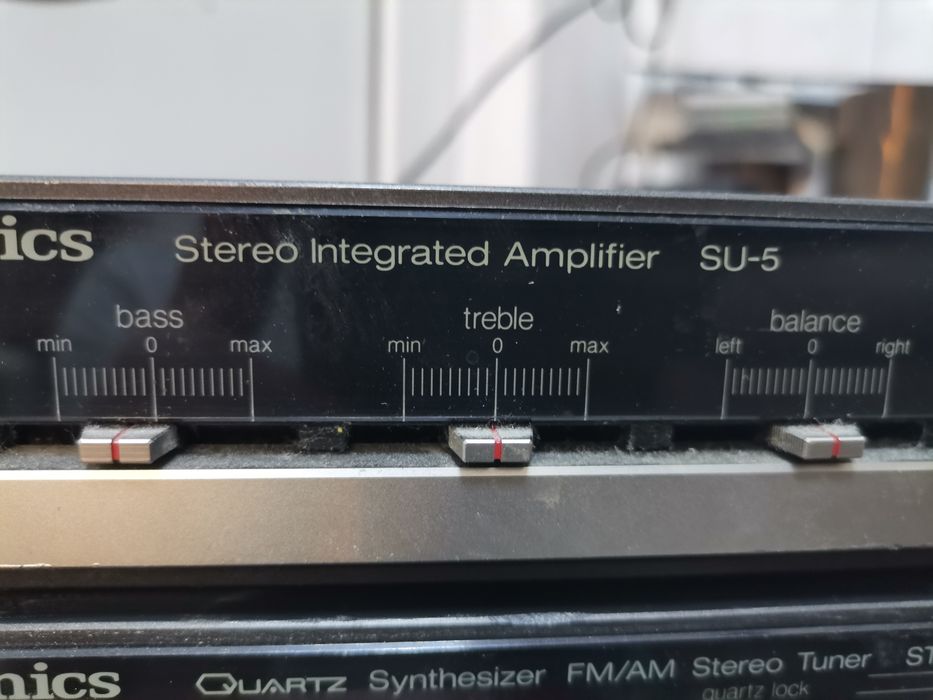 ics Stereo Integrated Amplifier SU-5
bass treble balance
min 0 max min 0 max left 0 right
nics QUARTZ Synthesizer FM/AM Stereo Tuner ST
quartz lock